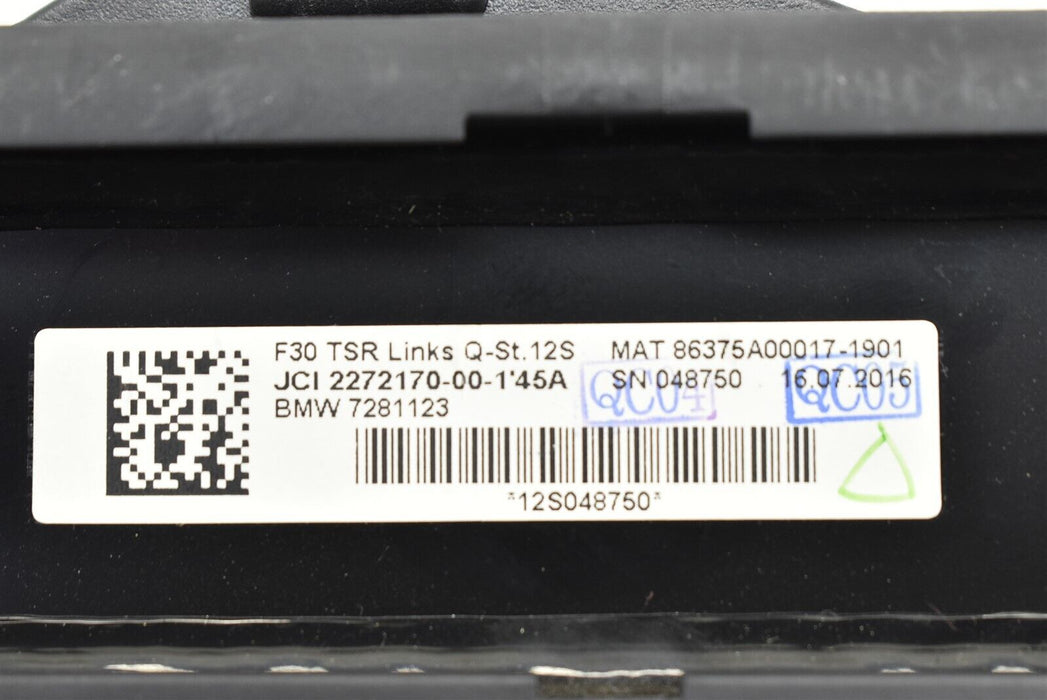 F30 TSR Links Q-St.12S MAT 86375A00017-1901
JCI 2272170-00-1'45A SN 048750 16.07.2016
BMW 7281123 QC04 QC05
*12S048750*